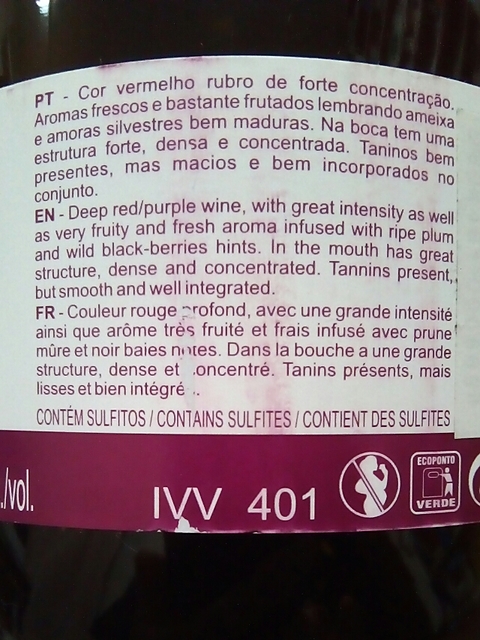 PT - Cor vermelho rubro de forte concentração.
Aromas frescos e bastante frutados lembrando ameixa
e amoras silvestres bem maduras. Na boca tem uma
estrutura forte, densa e concentrada. Taninos bem
presentes, mas macios e bem incorporados no
conjunto.
EN - Deep red/purple wine, with great intensity as well
as very fruity and fresh aroma infused with ripe plum
and wild black-berries hints. In the mouth has great
structure, dense and concentrated. Tannins present,
but smooth and well integrated.
FR - Couleur rouge profond, avec une grande intensité
ainsi que arôme très fruité et frais infusé avec prune
mûre et noir baies notes. Dans la bouche a une grande
structure, dense et concentré. Tanins présents, mais
lisses et bien intégré
CONTÉM SULFITOS / CONTAINS SULFITES / CONTIENT DES SULFITES
./vol.
IVV 401
ECOPONTO
VERDE